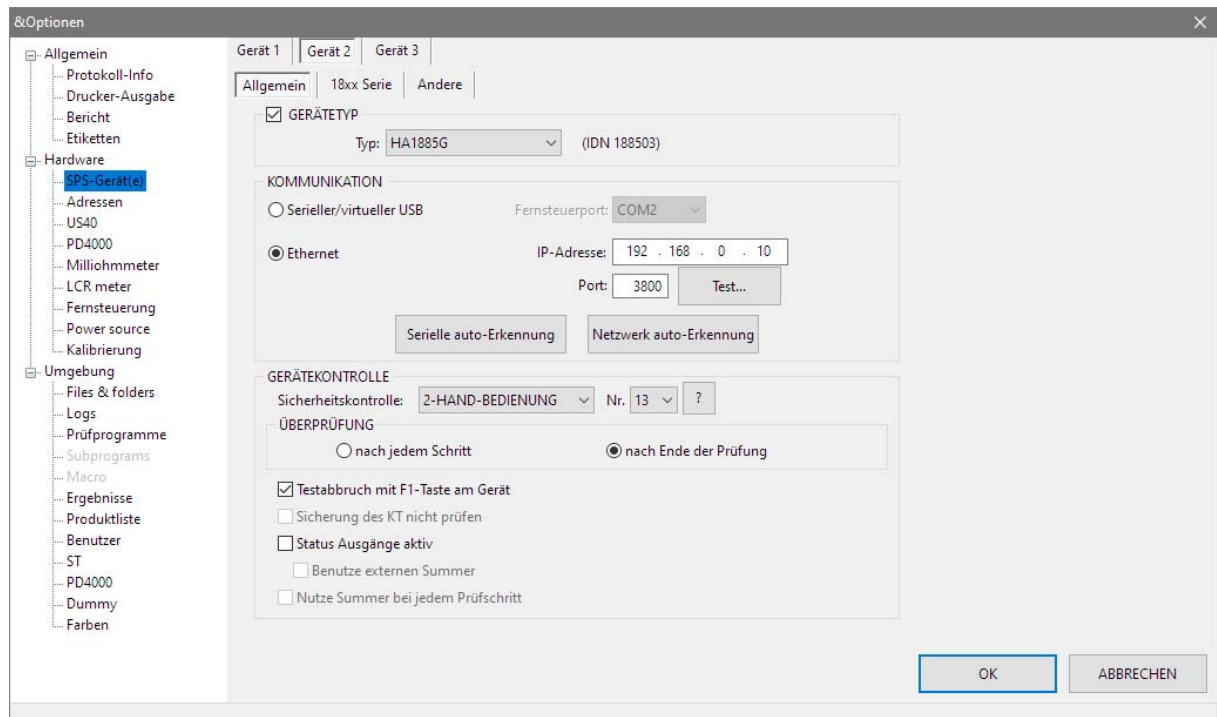 &Optionen
Allgemein
Protokoll-Info
Drucker-Ausgabe
Bericht
Etiketten
Hardware
SPS-Gerät(e)
Adressen
US40
PD4000
Milliohmmeter
LCR meter
Fernsteuerung
Power source
Kalibrierung
Umgebung
Files & folders
Logs
Prüfprogramme
Subprograms
Macro
Ergebnisse
Produktliste
Benutzer
ST
PD4000
Dummy
Farben
Gerät 1 Gerät 2 Gerät 3
Allgemein 18xx Serie Andere
GERÄTETYP
Typ: HA1885G (IDN 188503)
KOMMUNIKATION
Serieller/virtueller USB Fernsteuerport: COM2
Ethernet IP-Adresse: 192 . 168 . 0 . 10
Port: 3800 Test...
Serielle auto-Erkennung Netzwerk auto-Erkennung
GERÄTEKONTROLLE
Sicherheitskontrolle: 2-HAND-BEDIENUNG Nr. 13 ?
ÜBERPRÜFUNG
nach jedem Schritt nach Ende der Prüfung
Testabbruch mit F1-Taste am Gerät
Sicherung des KT nicht prüfen
Status Ausgänge aktiv
Benutze externen Summer
Nutze Summer bei jedem Prüfschritt
OK ABBRECHEN